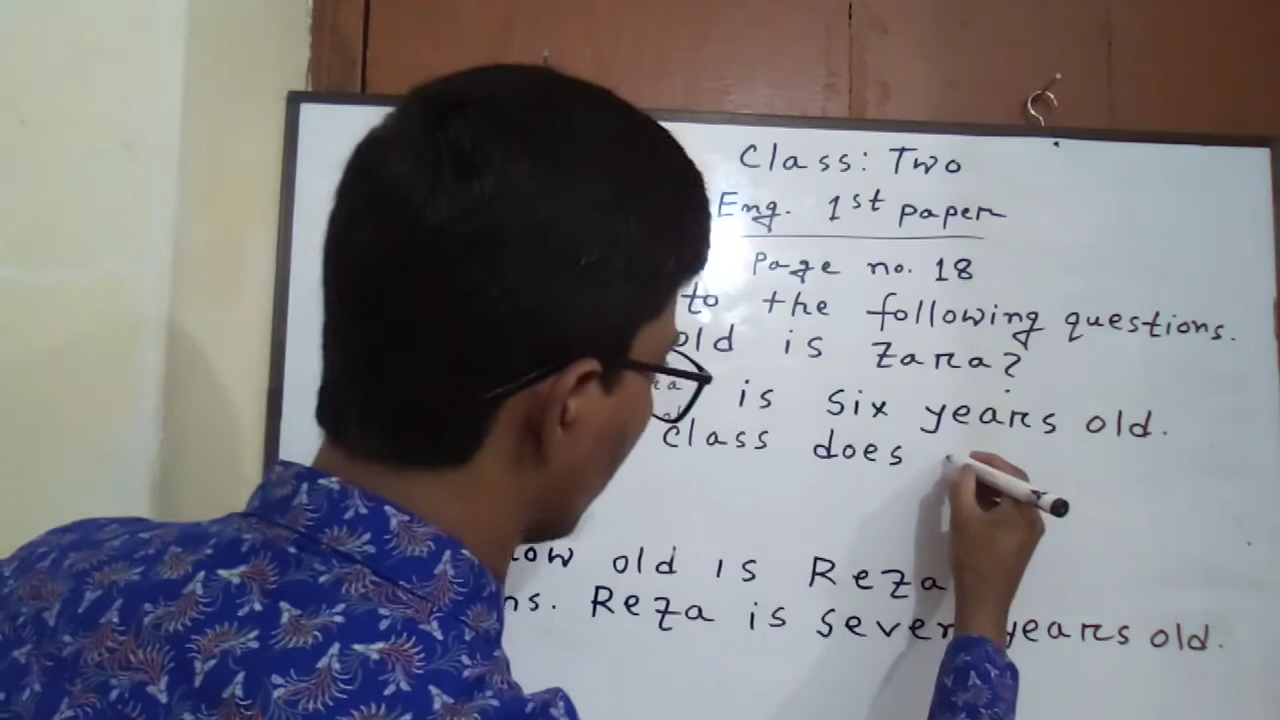 Class: Two
Eng. 1st paper
Page no. 18
to the following questions.
old is Zara?
is six years old.
class does
How old is Reza
ns. Reza is seven years old.